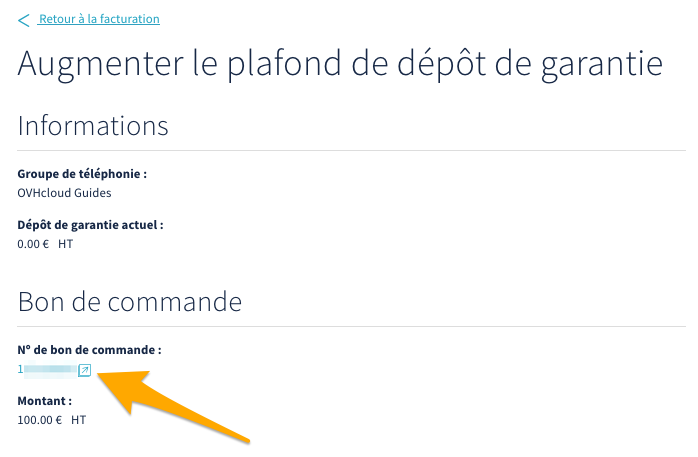 Retour à la facturation
Augmenter le plafond de dépôt de garantie
Informations
Groupe de téléphonie :
OVHcloud Guides
Dépôt de garantie actuel :
0.00 € HT
Bon de commande
N° de bon de commande :
1
Montant :
100.00 € HT